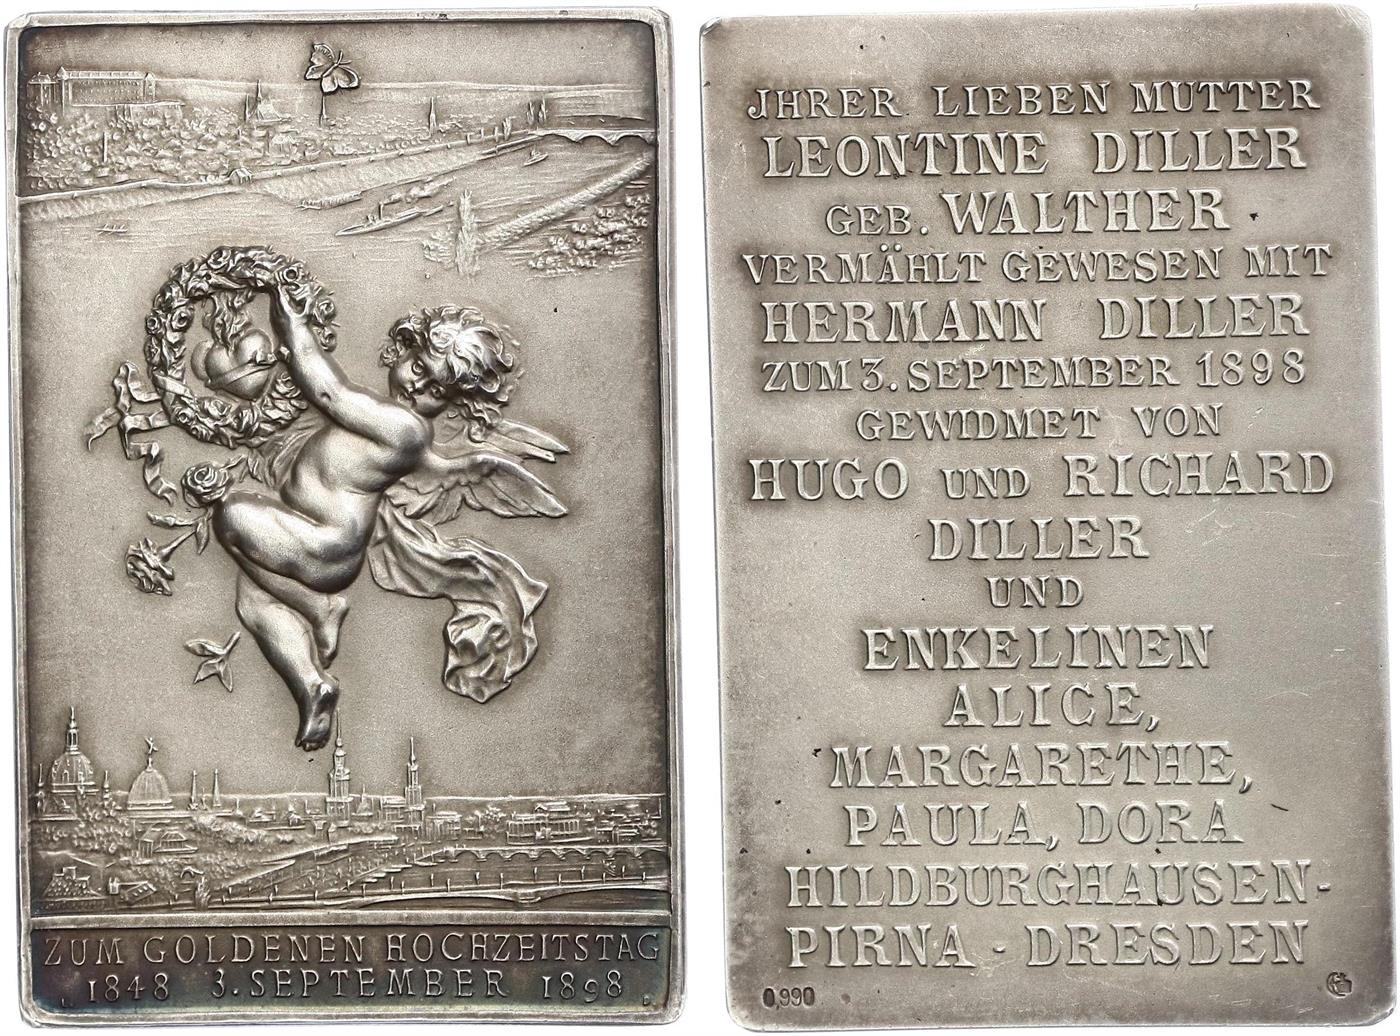 ZUM GOLDENEN HOCHZEITSTAG
1848 3. SEPTEMBER 1898
JHRER LIEBEN MUTTER
LEONTINE DILLER
GEB. WALTHER
VERMÄHLT GEWESEN MIT
HERMANN DILLER
ZUM 3. SEPTEMBER 1898
GEWIDMET VON
HUGO UND RICHARD
DILLER
UND
ENKELINEN
ALICE,
MARGARETHE,
PAULA, DORA
HILDBURGHAUSEN-
PIRNA - DRESDEN
0,990